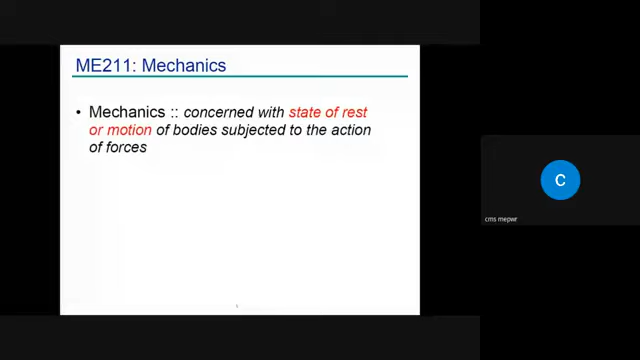 ME211: Mechanics
• Mechanics :: concerned with state of rest
or motion of bodies subjected to the action
of forces
C
cms mepwr